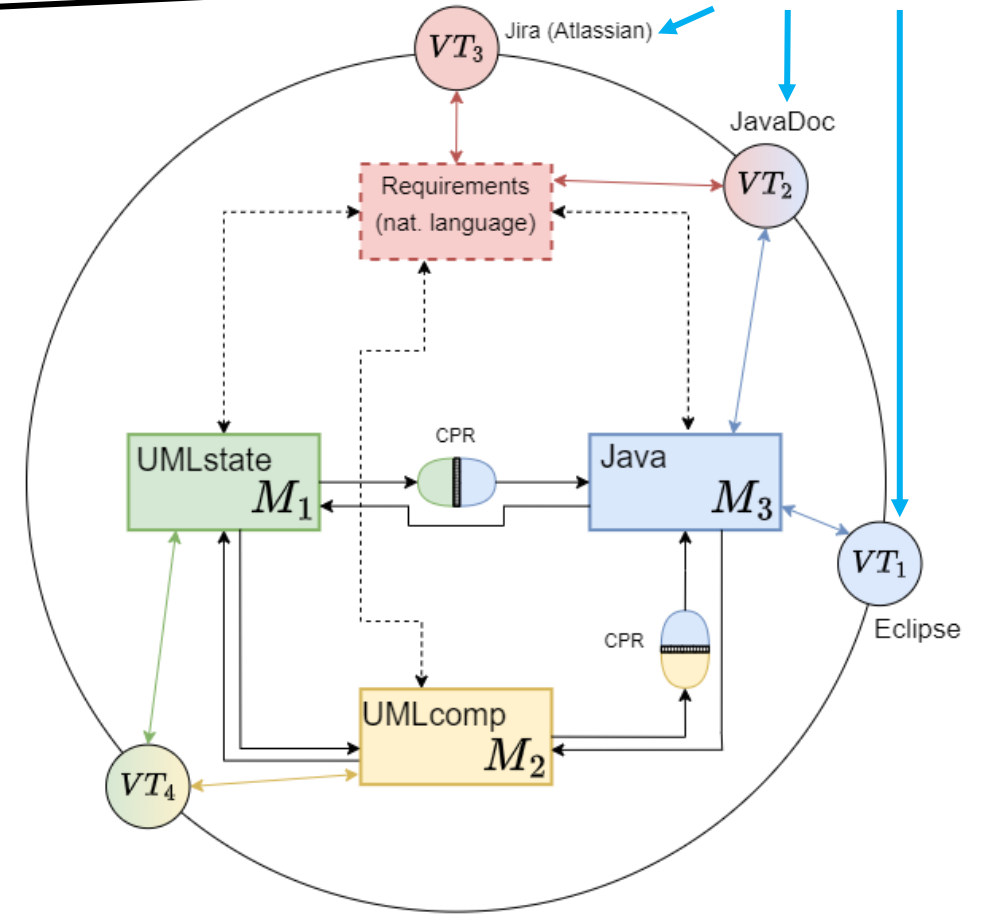 VT3
Jira (Atlassian)
JavaDoc
VT2
Requirements
(nat. language)
CPR
UMLstate
M1
Java
M3
VT1
Eclipse
CPR
UMLcomp
M2
VT4